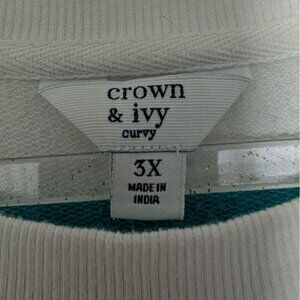 crown
& ivy
curvy
3X
MADE IN
INDIA